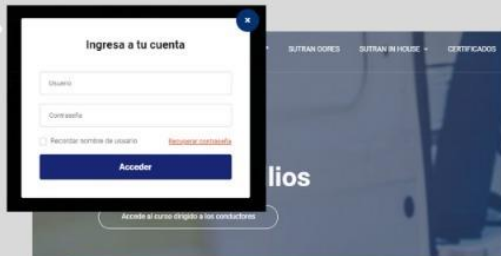 Ingresa a tu cuenta
SUTRAN GORES
SUTRAN IN HOUSE
CERTIFICADOS
Usuario
Contraseña
Recordar nombre de usuario
Recuperar contraseña
Acceder
lios
Accede al curso dirigido a los conductores